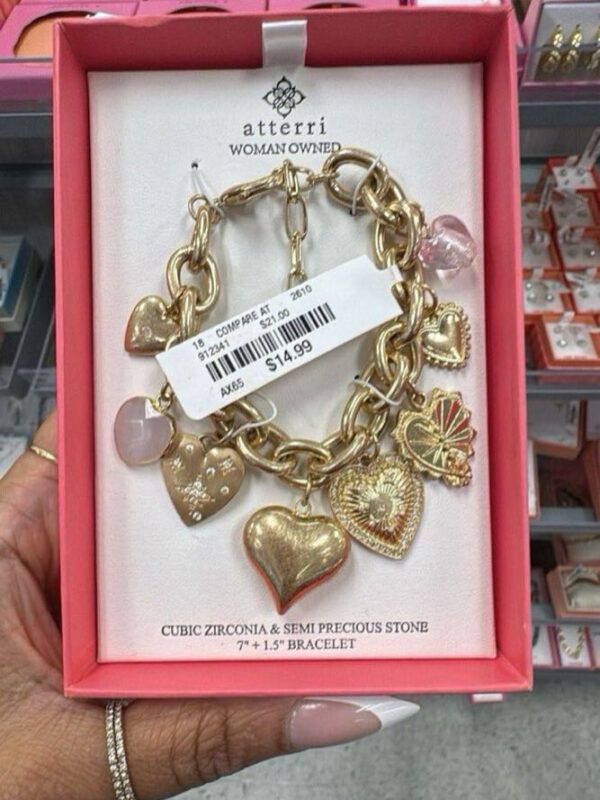 atterri
WOMAN OWNED
18 COMPARE AT 2610
912341 $21.00
$14.99
AX65
CUBIC ZIRCONIA & SEMI PRECIOUS STONE
7" + 1.5" BRACELET